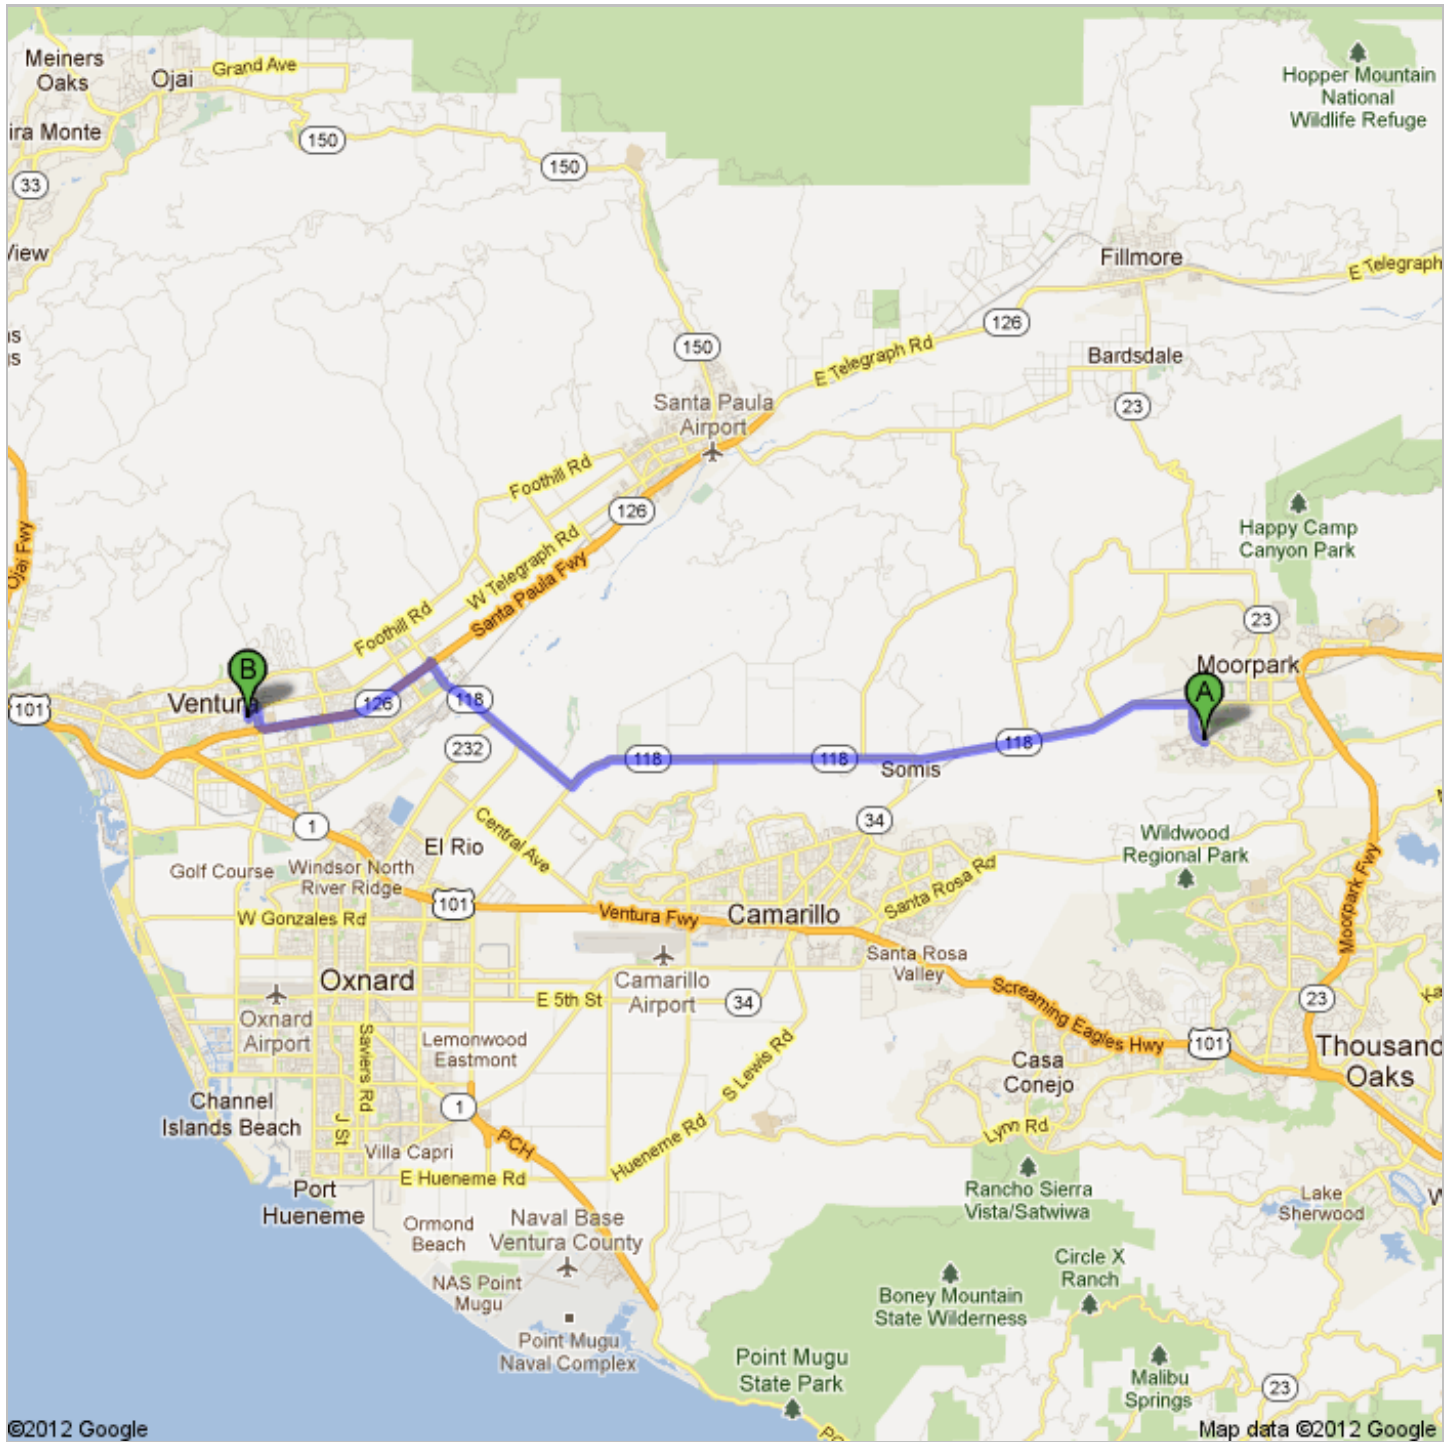 Meiners
Oaks
Ojai
Grand Ave
Hopper Mountain
National
Wildlife Refuge
ira Monte
150
150
33
View
Fillmore
E Telegraph
126
150
E Telegraph Rd
Bardsdale
23
Santa Paula
Airport
Foothill Rd
126
Happy Camp
Canyon Park
Ojai Fwy
W Telegraph Rd
Santa Paula Fwy
Foothill Rd
23
B
Moorpark
A
Ventura
126
118
101
232
118
118
118
Somis
1
34
Central Ave
El Rio
Wildwood
Regional Park
Golf Course
Windsor North
River Ridge
Santa Rosa Rd
101
W Gonzales Rd
Ventura Fwy
Camarillo
Moorpark Fwy
Santa Rosa
Valley
Oxnard
Camarillo
Airport
E 5th St
34
Screaming Eagles Hwy
23
Oxnard
Airport
Saviers Rd
Lemonwood
Eastmont
S Lewis Rd
101
Thousand
Oaks
Casa
Conejo
Channel
Islands Beach
1
J St
PCH
Hueneme Rd
Lynn Rd
Villa Capri
E Hueneme Rd
Port
Hueneme
Rancho Sierra
Vista/Satwiwa
Lake
Sherwood
Ormond
Beach
Naval Base
Ventura County
Circle X
Ranch
NAS Point
Mugu
Boney Mountain
State Wilderness
Point Mugu
Naval Complex
Point Mugu
State Park
Malibu
Springs
23
©2012 Google
Map data ©2012 Google